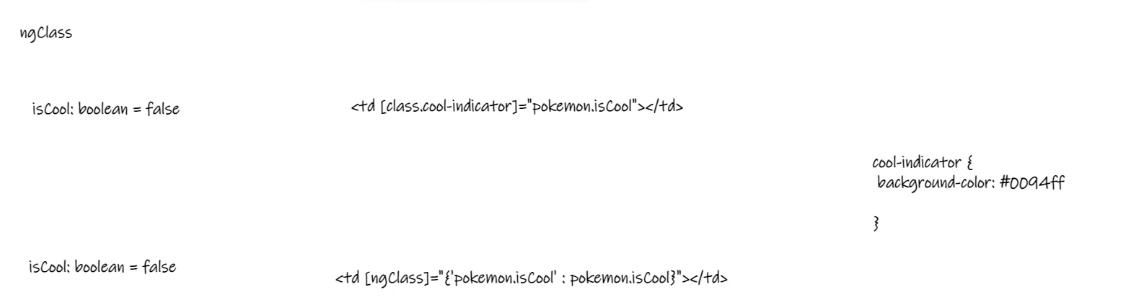 ngClass
isCool: boolean = false
<td [class.cool-indicator]="pokemon.isCool"></td>
cool-indicator {
background-color: #0094ff
}
isCool: boolean = false
<td [ngClass]="{'pokemon.isCool' : pokemon.isCool}"></td>